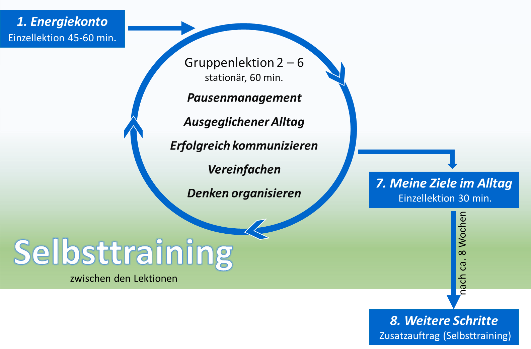 1. Energiekonto
Einzellektion 45-60 min.
Gruppenlektion 2 – 6
stationär, 60 min.
Pausenmanagement
Ausgeglichener Alltag
Erfolgreich kommunizieren
Vereinfachen
Denken organisieren
7. Meine Ziele im Alltag
Einzellektion 30 min.
Selbsttraining
zwischen den Lektionen
nach ca. 8 Wochen
8. Weitere Schritte
Zusatzauftrag (Selbsttraining)